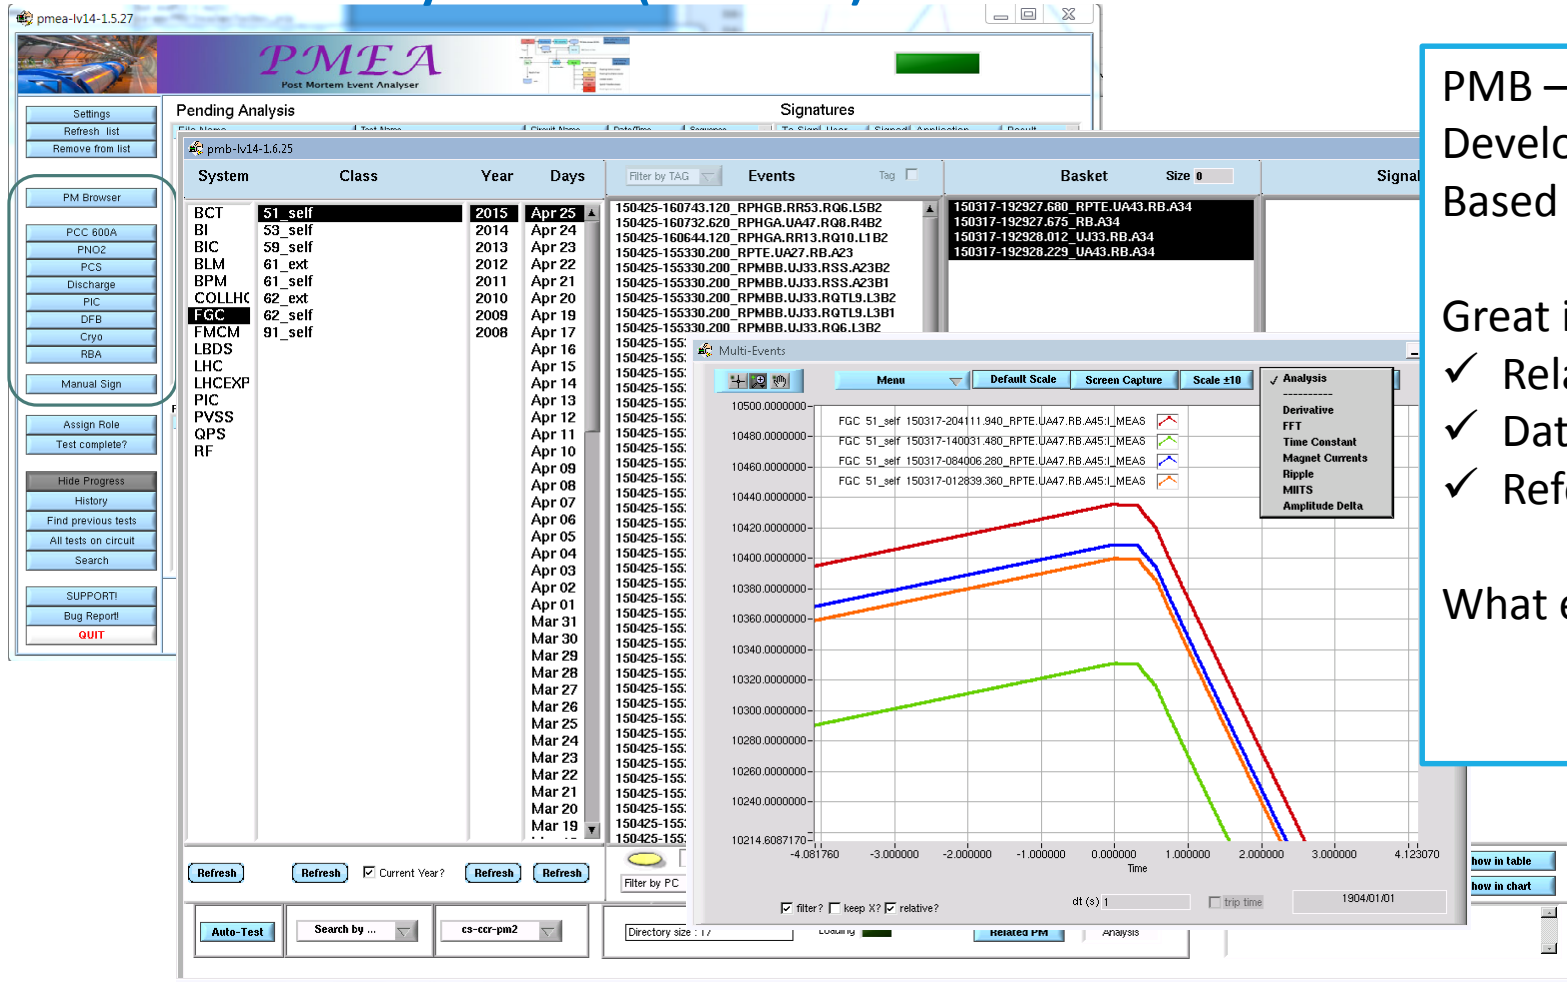 pmea-lv14-1.5.27
PMEA
Post Mortem Event Analyser
Settings
Refresh list
Remove from list
PM Browser
PCC 600A
PNO2
PCS
Discharge
PIC
DFB
Cryo
RBA
Manual Sign
Assign Role
Test complete?
Hide Progress
History
Find previous tests
All tests on circuit
Search
SUPPORT!
Bug Report!
QUIT
Pending Analysis
Signatures
pmb-lv14-1.6.25
System Class Year Days Filter by TAG Events Tag Basket Size 0 Signal
BCT
BI
BIC
BLM
BPM
COLLHC
FGC
FMCM
LBDS
LHC
LHCEXP
PIC
PVSS
QPS
RF
51_self
53_self
59_self
61_ext
61_self
62_ext
62_self
91_self
2015
2014
2013
2012
2011
2010
2009
2008
Apr 25
Apr 24
Apr 23
Apr 22
Apr 21
Apr 20
Apr 19
Apr 17
Apr 16
Apr 15
Apr 14
Apr 13
Apr 12
Apr 11
Apr 10
Apr 09
Apr 08
Apr 07
Apr 06
Apr 05
Apr 04
Apr 03
Apr 02
Apr 01
Mar 31
Mar 30
Mar 29
Mar 28
Mar 27
Mar 26
Mar 25
Mar 24
Mar 23
Mar 22
Mar 21
Mar 20
Mar 19
150425-160743.120_RPHGB.RR53.RQ6.L5B2
150425-160732.620_RPHGA.UA47.RQ8.R4B2
150425-160644.120_RPHGA.RR13.RQ10.L1B2
150425-155330.200_RPTE.UA27.RB.A23
150425-155330.200_RPMBB.UJ33.RSS.A23B2
150425-155330.200_RPMBB.UJ33.RSS.A23B1
150425-155330.200_RPMBB.UJ33.RQTL9.L3B2
150425-155330.200_RPMBB.UJ33.RQTL9.L3B1
150425-155330.200_RPMBB.UJ33.RQ6.L3B2
150317-192927.680_RPTE.UA43.RB.A34
150317-192927.675_RB.A34
150317-192928.012_UJ33.RB.A34
150317-192928.229_UA43.RB.A34
Multi-Events
Menu Default Scale Screen Capture Scale ±10
Analysis
----------
Derivative
FFT
Time Constant
Magnet Currents
Ripple
MIITS
Amplitude Delta
FGC 51_self 150317-204111.940_RPTE.UA47.RB.A45:I_MEAS
FGC 51_self 150317-140031.480_RPTE.UA47.RB.A45:I_MEAS
FGC 51_self 150317-084006.280_RPTE.UA47.RB.A45:I_MEAS
FGC 51_self 150317-012839.360_RPTE.UA47.RB.A45:I_MEAS
10500.0000000
10480.0000000
10460.0000000
10440.0000000
10420.0000000
10400.0000000
10380.0000000
10360.0000000
10340.0000000
10320.0000000
10300.0000000
10280.0000000
10260.0000000
10240.0000000
10214.6087170
-4.081760 -3.000000 -2.000000 -1.000000 0.000000 1.000000 2.000000 3.000000 4.123070
Time
filter? keep X? relative?
dt (s) 1
trip time
1904/01/01
Refresh Refresh Current Year? Refresh Refresh
Filter by PC
how in table
how in chart
Auto-Test Search by ... cs-ccr-pm2
Directory size : 17
Loading
Related PM
Analysis
PMB –
Develo
Based
Great i
✓ Rela
✓ Dat
✓ Refe
What e